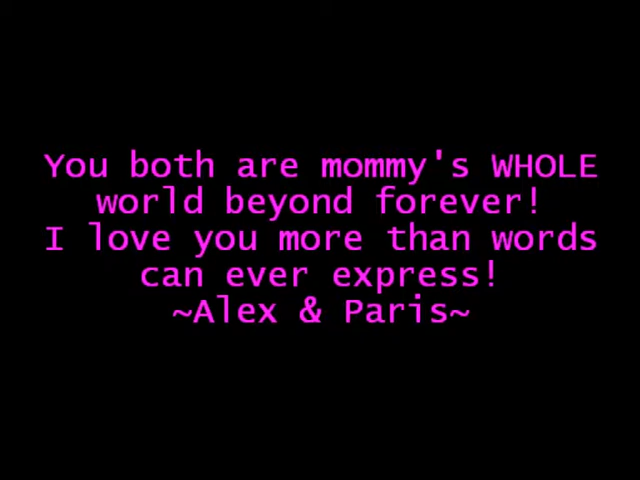 You both are mommy's WHOLE
world beyond forever!
I love you more than words
can ever express!
~Alex & Paris~